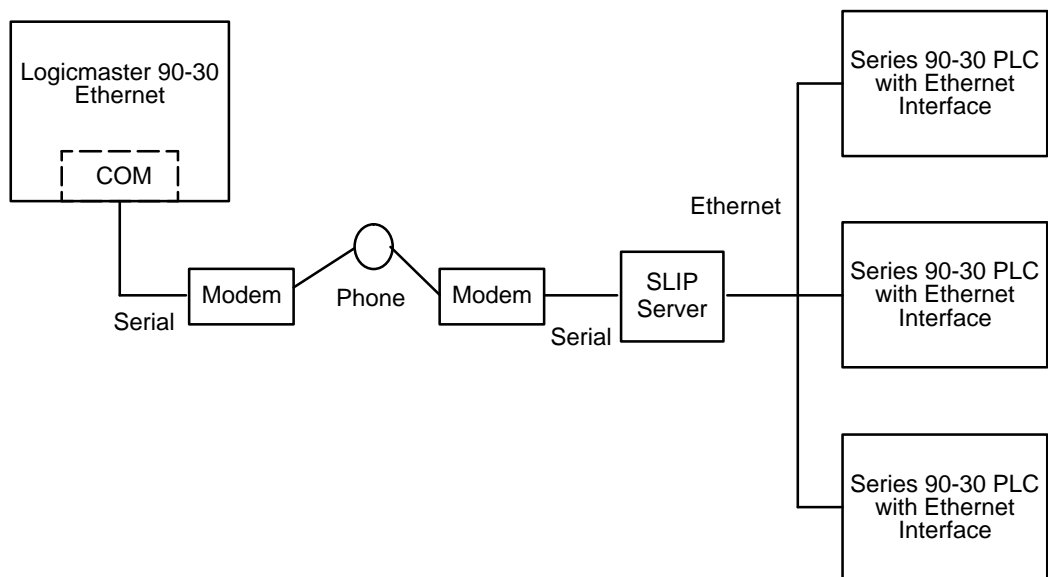 Logicmaster 90-30
Ethernet
COM
Serial
Modem
Phone
Modem
Serial
SLIP
Server
Ethernet
Series 90-30 PLC
with Ethernet
Interface
Series 90-30 PLC
with Ethernet
Interface
Series 90-30 PLC
with Ethernet
Interface